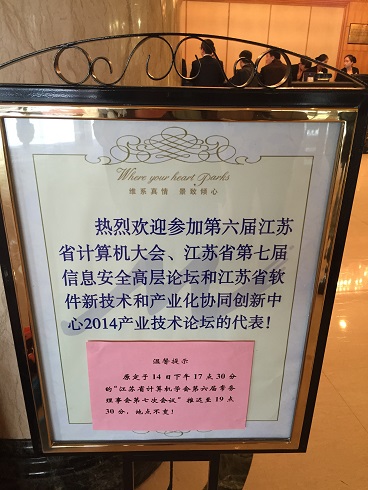 Where your heart Parks
维系真情 普敬倾心
热烈欢迎参加第六届江苏
省计算机大会、江苏省第七届
信息安全高层论坛和江苏省软
件新技术和产业化协同创新中
心2014产业技术论坛的代表！
温馨提示
原定于14日下午17点30分
的“江苏省计算机学会第六届常务
理事会第七次会议”推迟至19点
30分，地点不变！